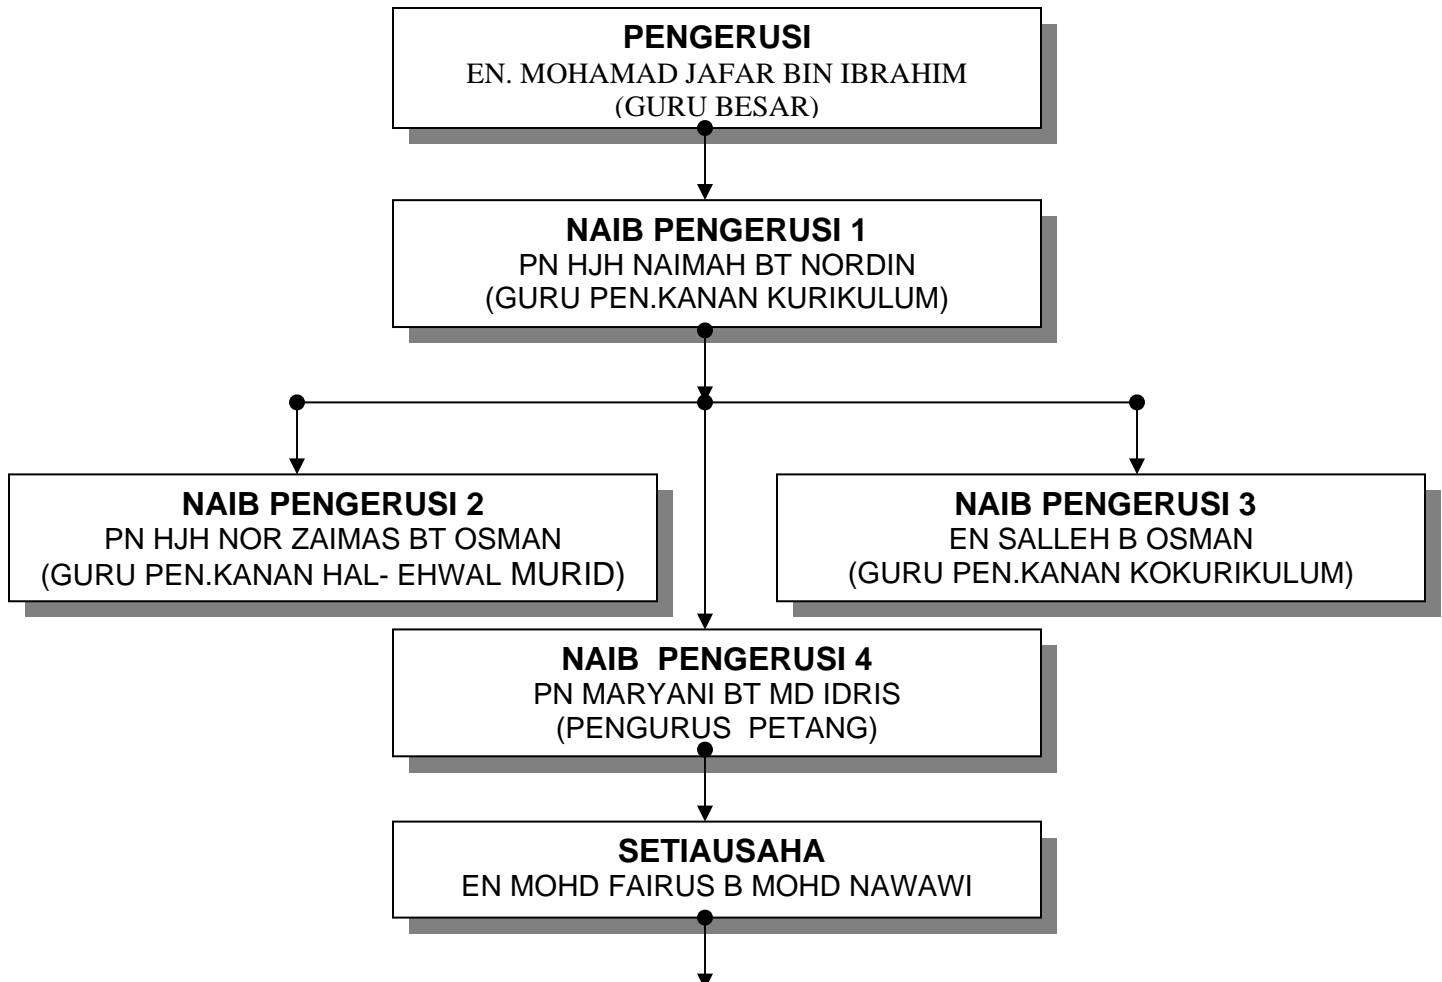 PENGERUSI
EN. MOHAMAD JAFAR BIN IBRAHIM
(GURU BESAR)
NAIB PENGERUSI 1
PN HJH NAIMAH BT NORDIN
(GURU PEN.KANAN KURIKULUM)
NAIB PENGERUSI 2
PN HJH NOR ZAIMAS BT OSMAN
(GURU PEN.KANAN HAL- EHWAL MURID)
NAIB PENGERUSI 3
EN SALLEH B OSMAN
(GURU PEN.KANAN KOKURIKULUM)
NAIB  PENGERUSI 4
PN MARYANI BT MD IDRIS
(PENGURUS  PETANG)
SETIAUSAHA
EN MOHD FAIRUS B MOHD NAWAWI